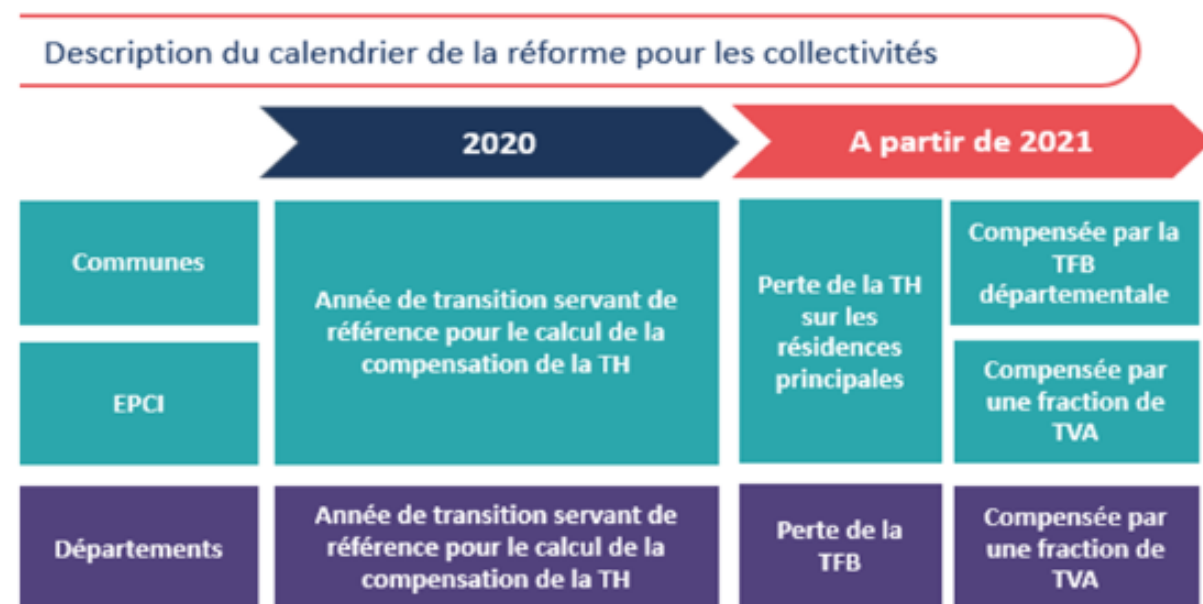 Description du calendrier de la réforme pour les collectivités
2020
A partir de 2021
Communes
EPCI
Année de transition servant de
référence pour le calcul de la
compensation de la TH
Perte de la TH
sur les
résidences
principales
Compensée par la
TFB
départementale
Compensée par
une fraction de
TVA
Départements
Année de transition servant de
référence pour le calcul de la
compensation de la TH
Perte de la
TFB
Compensée par
une fraction de
TVA